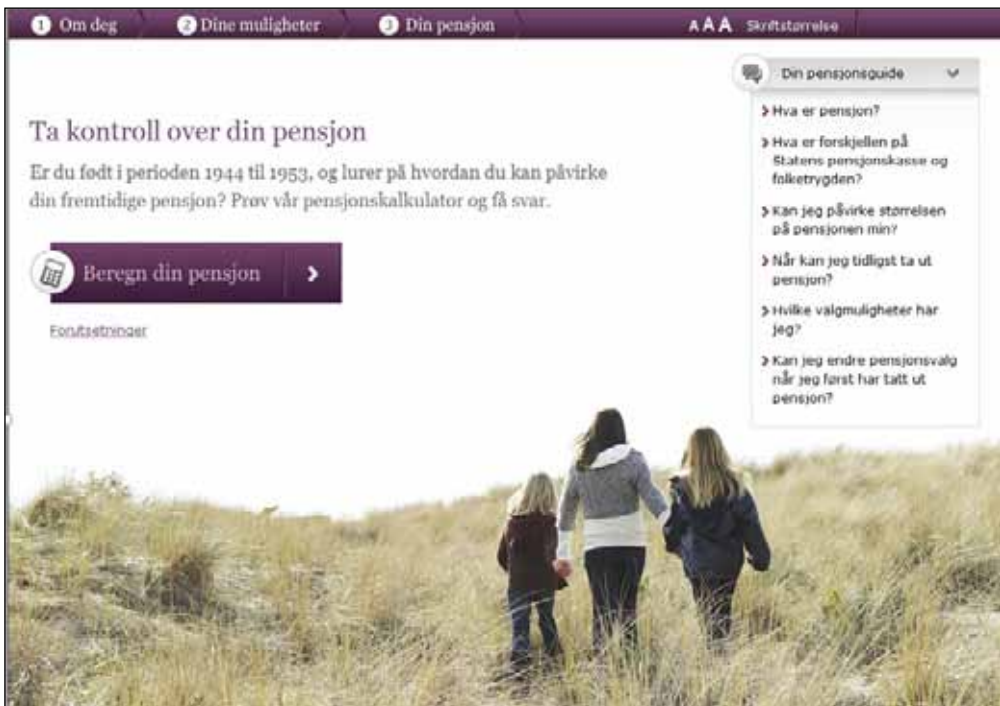 1 Om deg 2 Dine muligheter 3 Din pensjon A A A Skriftstørrelse
Ta kontroll over din pensjon
Er du født i perioden 1944 til 1953, og lurer på hvordan du kan påvirke
din fremtidige pensjon? Prøv vår pensjonskalkulator og få svar.
Beregn din pensjon
Forutsetninger
Din pensjonsguide
Hva er pensjon?
Hva er forskjellen på
Statens pensjonskasse og
folketrygden?
Kan jeg påvirke størrelsen
på pensjonen min?
Når kan jeg tidligst ta ut
pensjon?
Hvilke valgmuligheter har
jeg?
Kan jeg endre pensjonsvalg
når jeg først har tatt ut
pensjon?